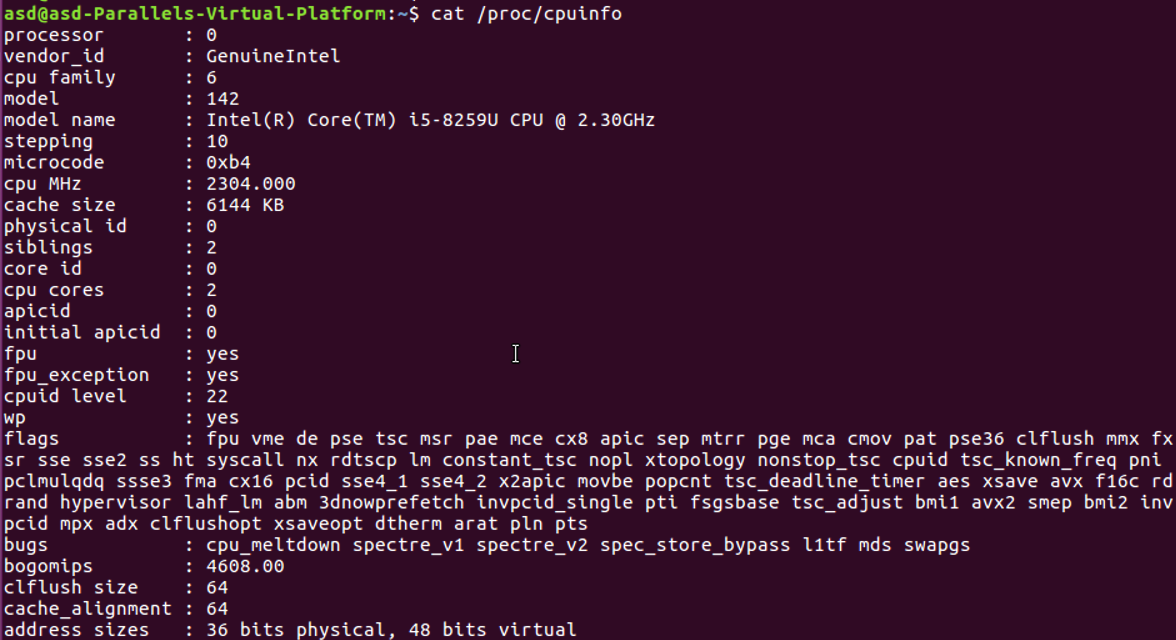 asd@asd-Parallels-Virtual-Platform:~$ cat /proc/cpuinfo
processor : 0
vendor_id : GenuineIntel
cpu family : 6
model : 142
model name : Intel(R) Core(TM) i5-8259U CPU @ 2.30GHz
stepping : 10
microcode : 0xb4
cpu MHz : 2304.000
cache size : 6144 KB
physical id : 0
siblings : 2
core id : 0
cpu cores : 2
apicid : 0
initial apicid : 0
fpu : yes
fpu_exception : yes
cpuid level : 22
wp : yes
flags : fpu vme de pse tsc msr pae mce cx8 apic sep mtrr pge mca cmov pat pse36 clflush mmx fx
sr sse sse2 ss ht syscall nx rdtscp lm constant_tsc nopl xtopology nonstop_tsc cpuid tsc_known_freq pni
pclmulqdq ssse3 fma cx16 pcid sse4_1 sse4_2 x2apic movbe popcnt tsc_deadline_timer aes xsave avx f16c rd
rand hypervisor lahf_lm abm 3dnowprefetch invpcid_single pti fsgsbase tsc_adjust bmi1 avx2 smep bmi2 inv
pcid mpx adx clflushopt xsaveopt dtherm arat pln pts
bugs : cpu_meltdown spectre_v1 spectre_v2 spec_store_bypass l1tf mds swapgs
bogomips : 4608.00
clflush size : 64
cache_alignment : 64
address sizes : 36 bits physical, 48 bits virtual